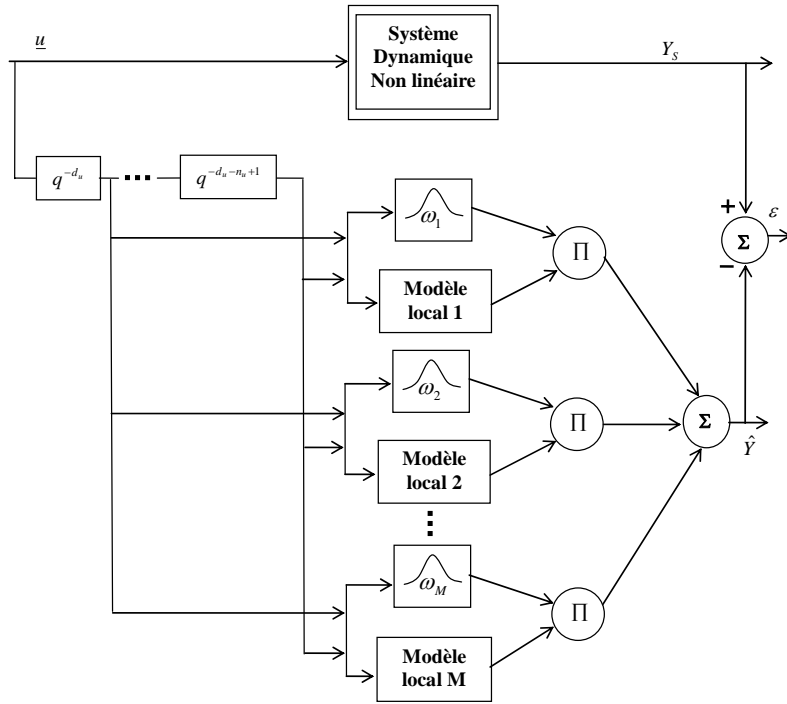 u
Système
Dynamique
Non linéaire
Y_S
q^{-d_u}
...
q^{-d_u-n_u+1}
+
ε
Σ
−
ω_1
Π
Modèle
local 1
ω_2
Π
Σ
Ŷ
Modèle
local 2
...
ω_M
Π
Modèle
local M